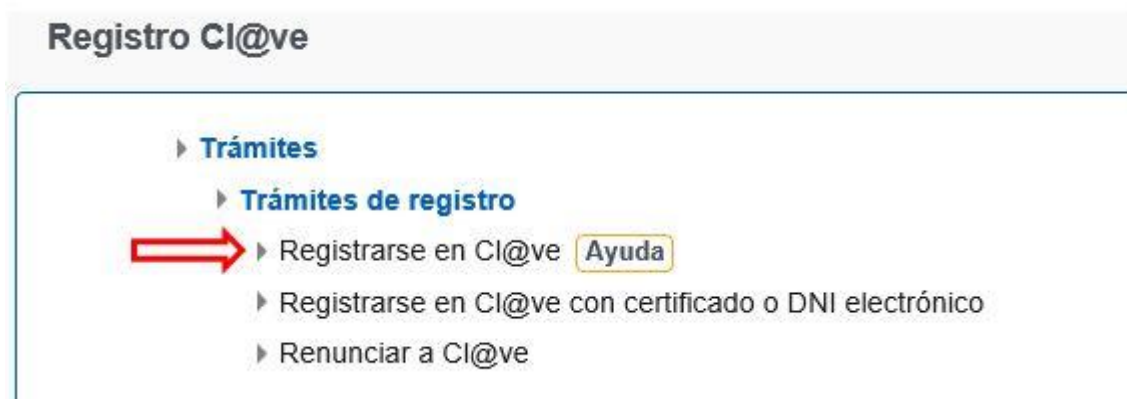 Registro Cl@ve
Trámites
Trámites de registro
Registrarse en Cl@ve Ayuda
Registrarse en Cl@ve con certificado o DNI electrónico
Renunciar a Cl@ve